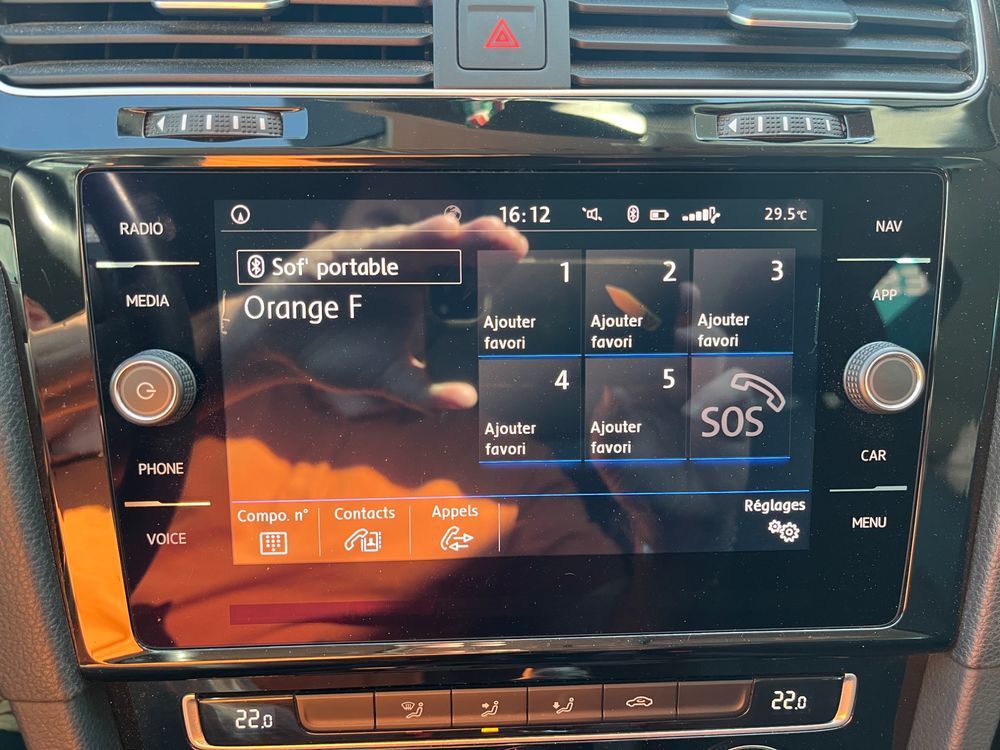 16:12
29.5°C
RADIO
MEDIA
PHONE
VOICE
Sof' portable
Orange F
1
Ajouter
favori
2
Ajouter
favori
3
Ajouter
favori
4
Ajouter
favori
5
Ajouter
favori
SOS
Compo. n°
Contacts
Appels
Réglages
NAV
APP
CAR
MENU
22.0
22.0